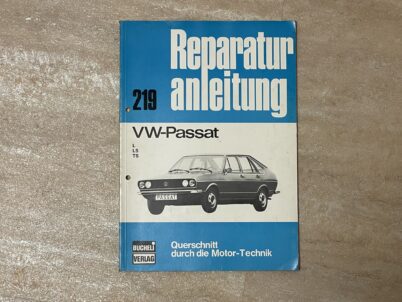 Reparatur
219 anleitung
VW-Passat
L
LS
TS
PASSAT
BUCHELI
VERLAG
Querschnitt
durch die Motor-Technik